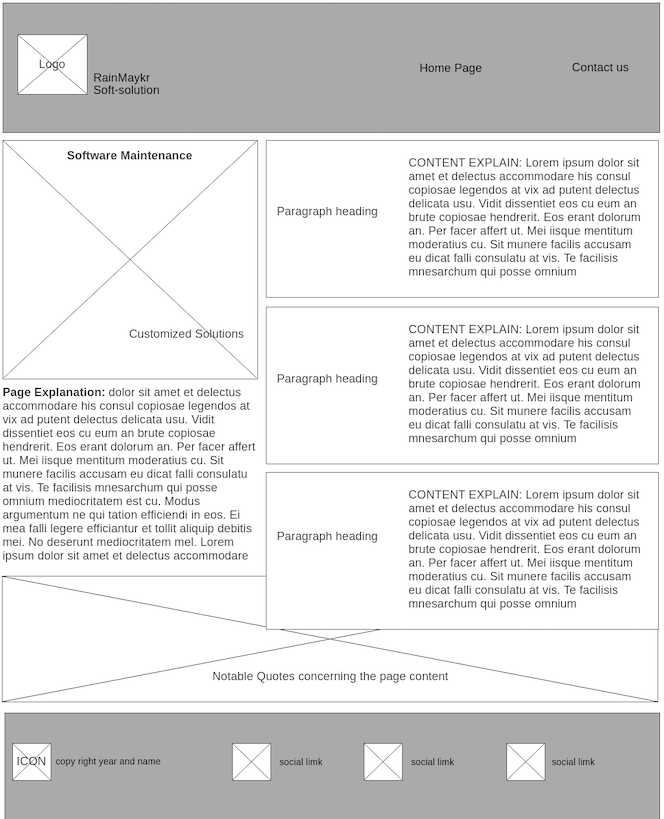 Logo
RainMaykr
Soft-solution
Home Page
Contact us
Software Maintenance
Customized Solutions
Page Explanation: dolor sit amet et delectus
accommodare his consul copiosae legendos at
vix ad putent delectus delicata usu. Vidit
dissentiet eos cu eum an brute copiosae
hendrerit. Eos erant dolorum an. Per facer affert
ut. Mei iisque mentitum moderatius cu. Sit
munere facilis accusam eu dicat falli consulatu
at vis. Te facilisis mnesarchum qui posse
omnium mediocritatem est cu. Modus
argumentum ne qui tation efficiendi in eos. Ei
mea falli legere efficiantur et tollit aliquip debitis
mei. No deserunt mediocritatem mel. Lorem
ipsum dolor sit amet et delectus accommodare
Paragraph heading
CONTENT EXPLAIN: Lorem ipsum dolor sit
amet et delectus accommodare his consul
copiosae legendos at vix ad putent delectus
delicata usu. Vidit dissentiet eos cu eum an
brute copiosae hendrerit. Eos erant dolorum
an. Per facer affert ut. Mei iisque mentitum
moderatius cu. Sit munere facilis accusam
eu dicat falli consulatu at vis. Te facilisis
mnesarchum qui posse omnium
Paragraph heading
CONTENT EXPLAIN: Lorem ipsum dolor sit
amet et delectus accommodare his consul
copiosae legendos at vix ad putent delectus
delicata usu. Vidit dissentiet eos cu eum an
brute copiosae hendrerit. Eos erant dolorum
an. Per facer affert ut. Mei iisque mentitum
moderatius cu. Sit munere facilis accusam
eu dicat falli consulatu at vis. Te facilisis
mnesarchum qui posse omnium
Paragraph heading
CONTENT EXPLAIN: Lorem ipsum dolor sit
amet et delectus accommodare his consul
copiosae legendos at vix ad putent delectus
delicata usu. Vidit dissentiet eos cu eum an
brute copiosae hendrerit. Eos erant dolorum
an. Per facer affert ut. Mei iisque mentitum
moderatius cu. Sit munere facilis accusam
eu dicat falli consulatu at vis. Te facilisis
mnesarchum qui posse omnium
Notable Quotes concerning the page content
ICON
copy right year and name
social limk
social limk
social limk